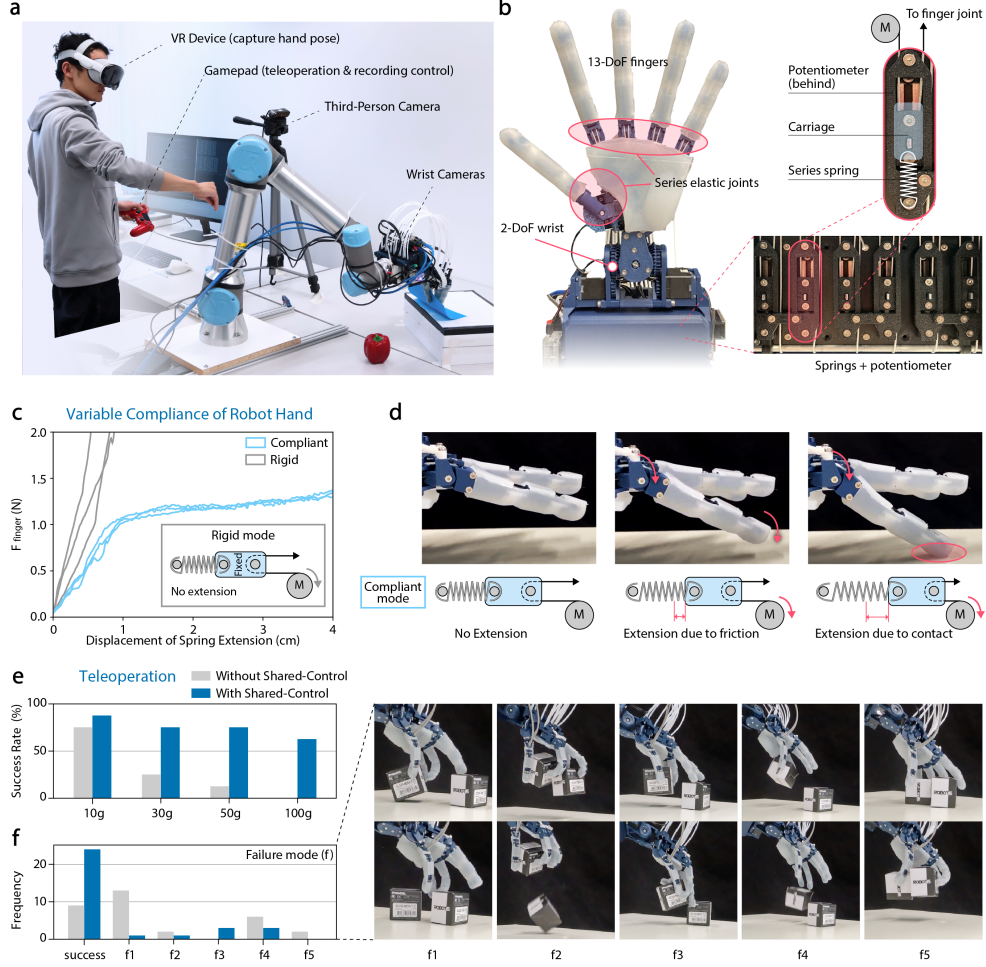 a
VR Device (capture hand pose)
Gamepad (teleoperation & recording control)
Third-Person Camera
Wrist Cameras
b
13-DoF fingers
Series elastic joints
2-DoF wrist
M
To finger joint
Potentiometer
(behind)
Carriage
Series spring
Springs + potentiometer
c
Variable Compliance of Robot Hand
2.0
1.5
1.0
0.5
0.0
F finger (N)
Compliant
Rigid
Rigid mode
Fixed
M
No extension
0
1
2
3
4
Displacement of Spring Extension (cm)
d
Compliant
mode
M
No Extension
M
Extension due to friction
M
Extension due to contact
e
Teleoperation
Without Shared-Control
With Shared-Control
Success Rate (%)
100
50
0
10g
30g
50g
100g
f
Failure mode (f)
Frequency
20
10
0
success
f1
f2
f3
f4
f5
f1
f2
f3
f4
f5